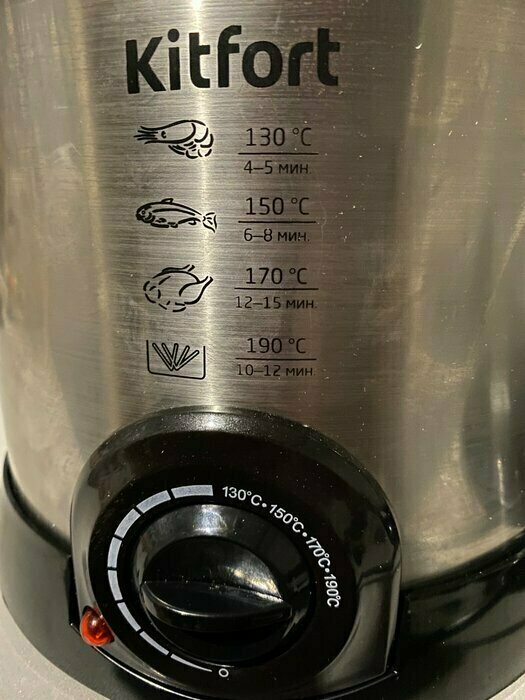 Kitfort
130 °C
4–5 мин.
150 °C
6–8 мин.
170 °C
12–15 мин.
190 °C
10–12 мин.
130°C•150°C•170°C•190°C
O